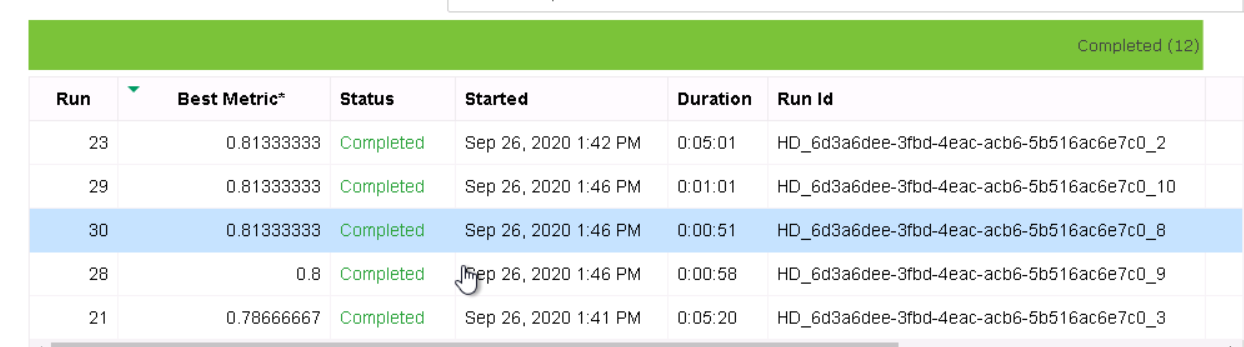 Completed (12)
Run Best Metric* Status Started Duration Run Id
23 0.81333333 Completed Sep 26, 2020 1:42 PM 0:05:01 HD_6d3a6dee-3fbd-4eac-acb6-5b516ac6e7c0_2
29 0.81333333 Completed Sep 26, 2020 1:46 PM 0:01:01 HD_6d3a6dee-3fbd-4eac-acb6-5b516ac6e7c0_10
30 0.81333333 Completed Sep 26, 2020 1:46 PM 0:00:51 HD_6d3a6dee-3fbd-4eac-acb6-5b516ac6e7c0_8
28 0.8 Completed Sep 26, 2020 1:46 PM 0:00:58 HD_6d3a6dee-3fbd-4eac-acb6-5b516ac6e7c0_9
21 0.78666667 Completed Sep 26, 2020 1:41 PM 0:05:20 HD_6d3a6dee-3fbd-4eac-acb6-5b516ac6e7c0_3